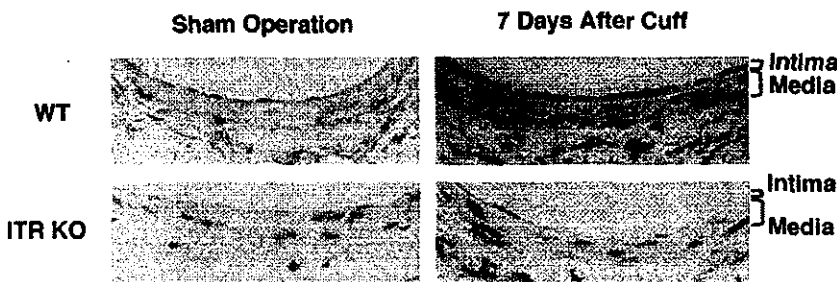 Sham Operation
7 Days After Cuff
WT
Intima
Media
ITR KO
Intima
Media